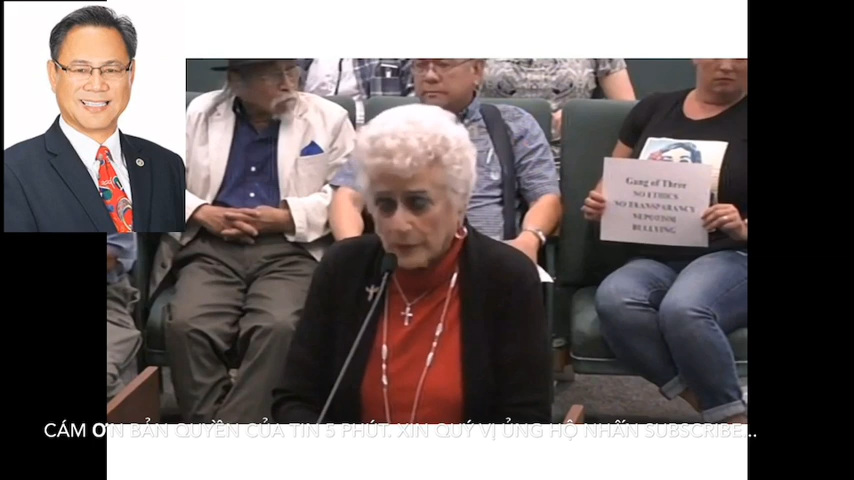 Gang of Three
NO ETHICS
NO TRANSPARANCY
NEPOTISM
BULLYING
CÁM ƠN BẢN QUYỀN CỦA TIN 5 PHÚT. XIN QUÝ VỊ ỦNG HỘ NHẤN SUBSCRIBE...